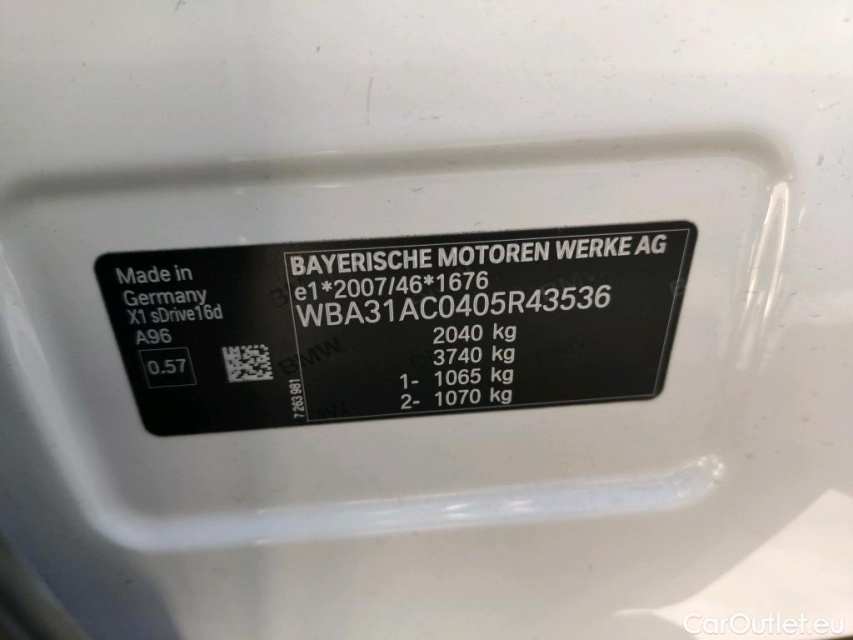 Made in
Germany
X1 sDrive16d
A96
0.57
7 263 981
BAYERISCHE MOTOREN WERKE AG
e1*2007/46*1676
WBA31AC0405R43536
2040 kg
3740 kg
1- 1065 kg
2- 1070 kg
BMW
CarOutlet.eu